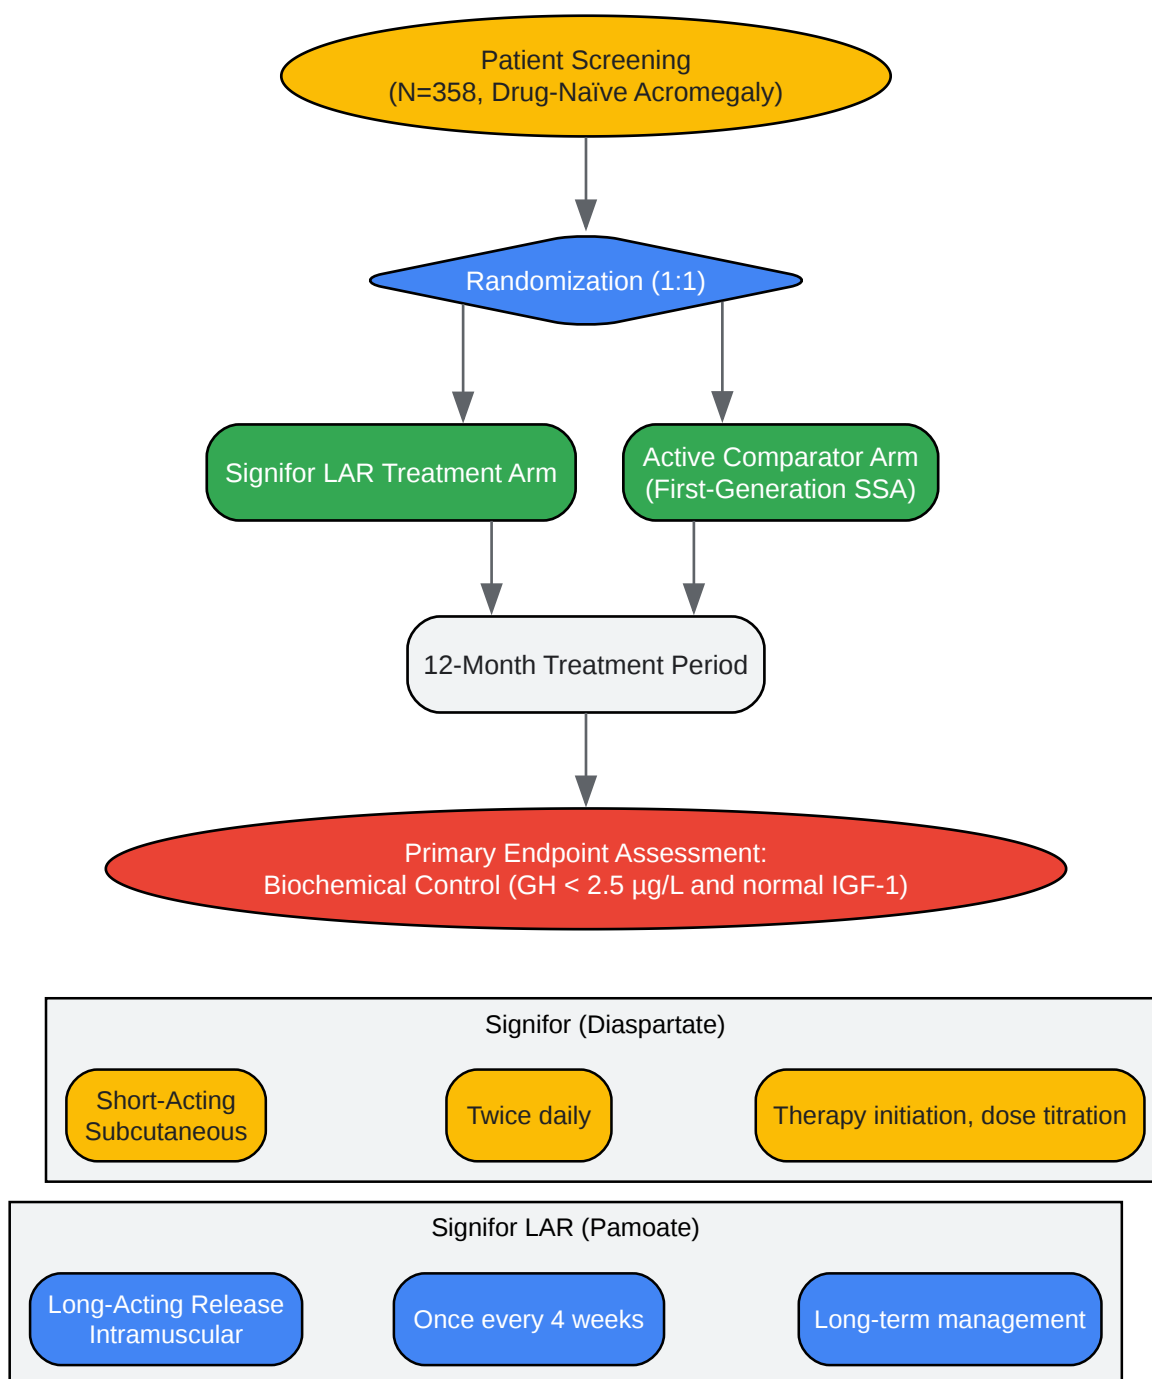 Patient Screening
(N=358, Drug-Naïve Acromegaly)
Randomization (1:1)
Signifor LAR Treatment Arm
Active Comparator Arm
(First-Generation SSA)
12-Month Treatment Period
Primary Endpoint Assessment:
Biochemical Control (GH < 2.5 µg/L and normal IGF-1)
Signifor (Diaspartate)
Short-Acting
Subcutaneous
Twice daily
Therapy initiation, dose titration
Signifor LAR (Pamoate)
Long-Acting Release
Intramuscular
Once every 4 weeks
Long-term management